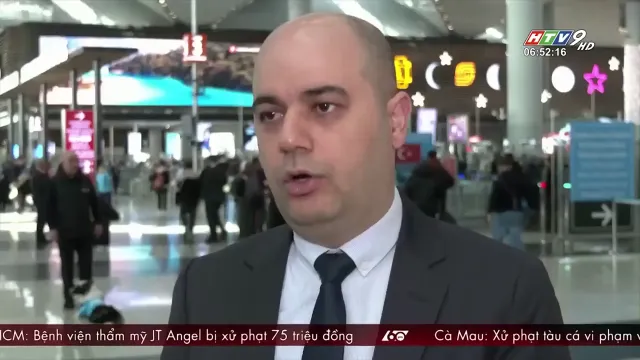 HTV9 HD
06:52:16
HCM: Bệnh viện thẩm mỹ JT Angel bị xử phạt 75 triệu đồng
60
Cà Mau: Xử phạt tàu cá vi phạm